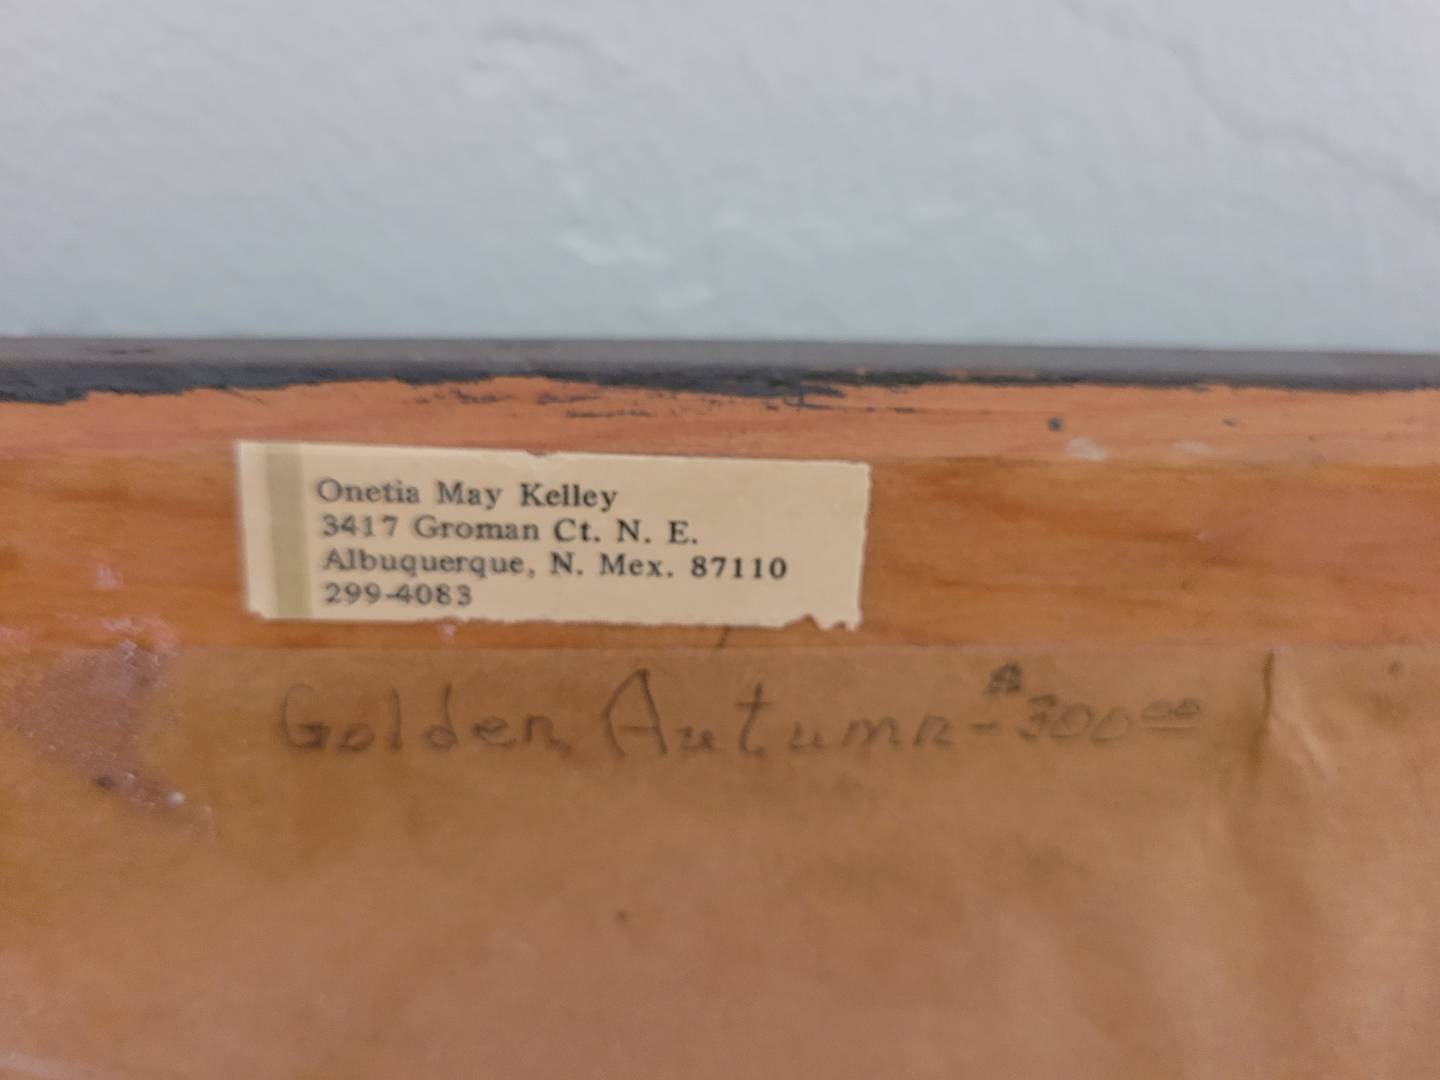 Onetia May Kelley
3417 Groman Ct. N. E.
Albuquerque, N. Mex. 87110
299-4083
Golden Autumn - $300.00